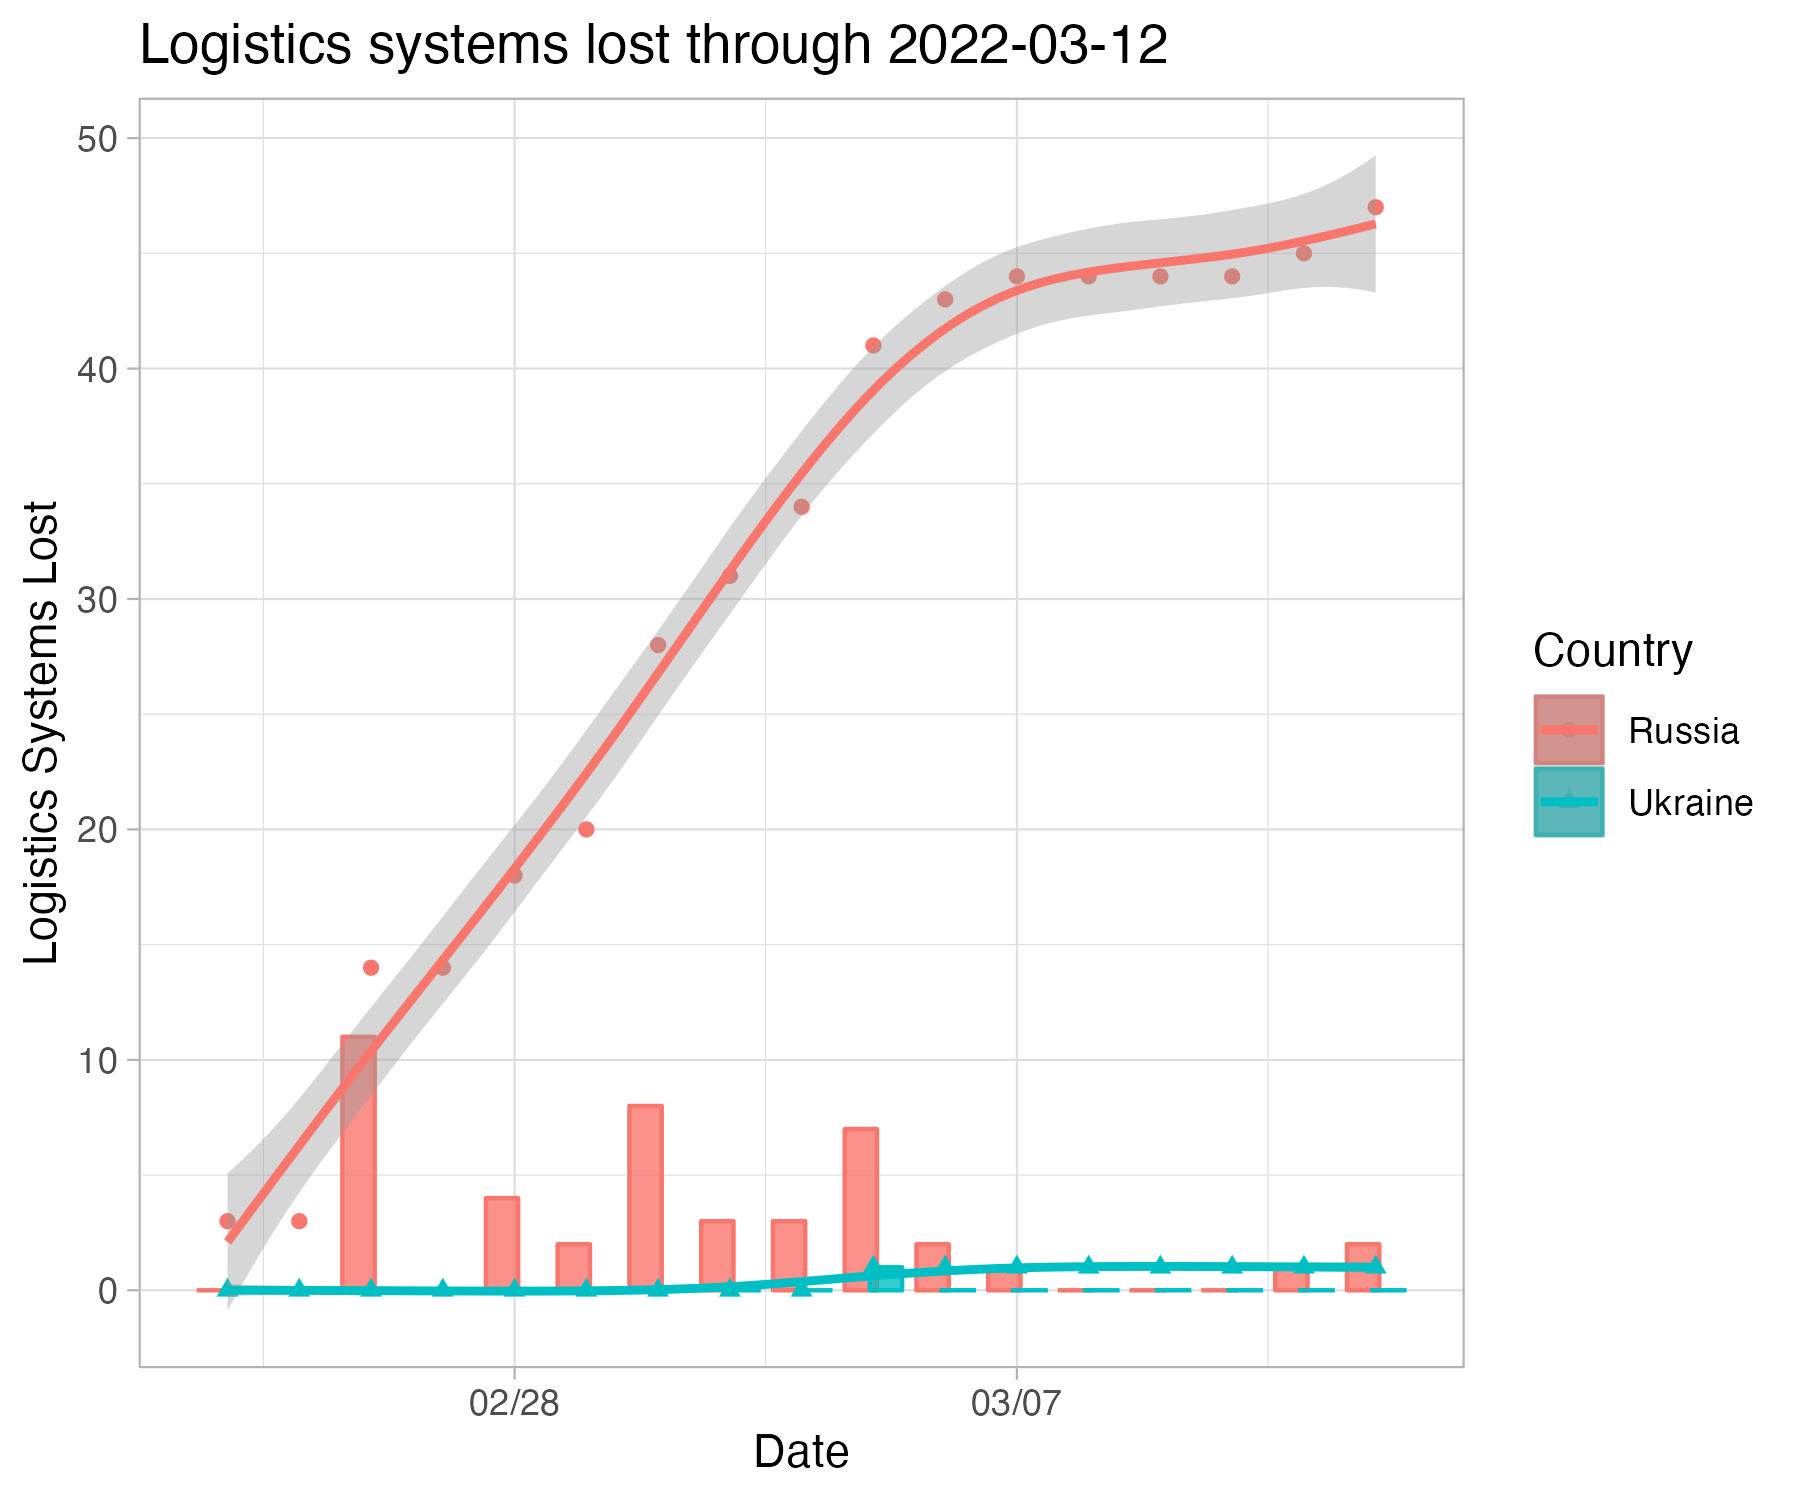 Logistics systems lost through 2022-03-12
50
40
30
20
10
0
Logistics Systems Lost
02/28
03/07
Date
Country
Russia
Ukraine